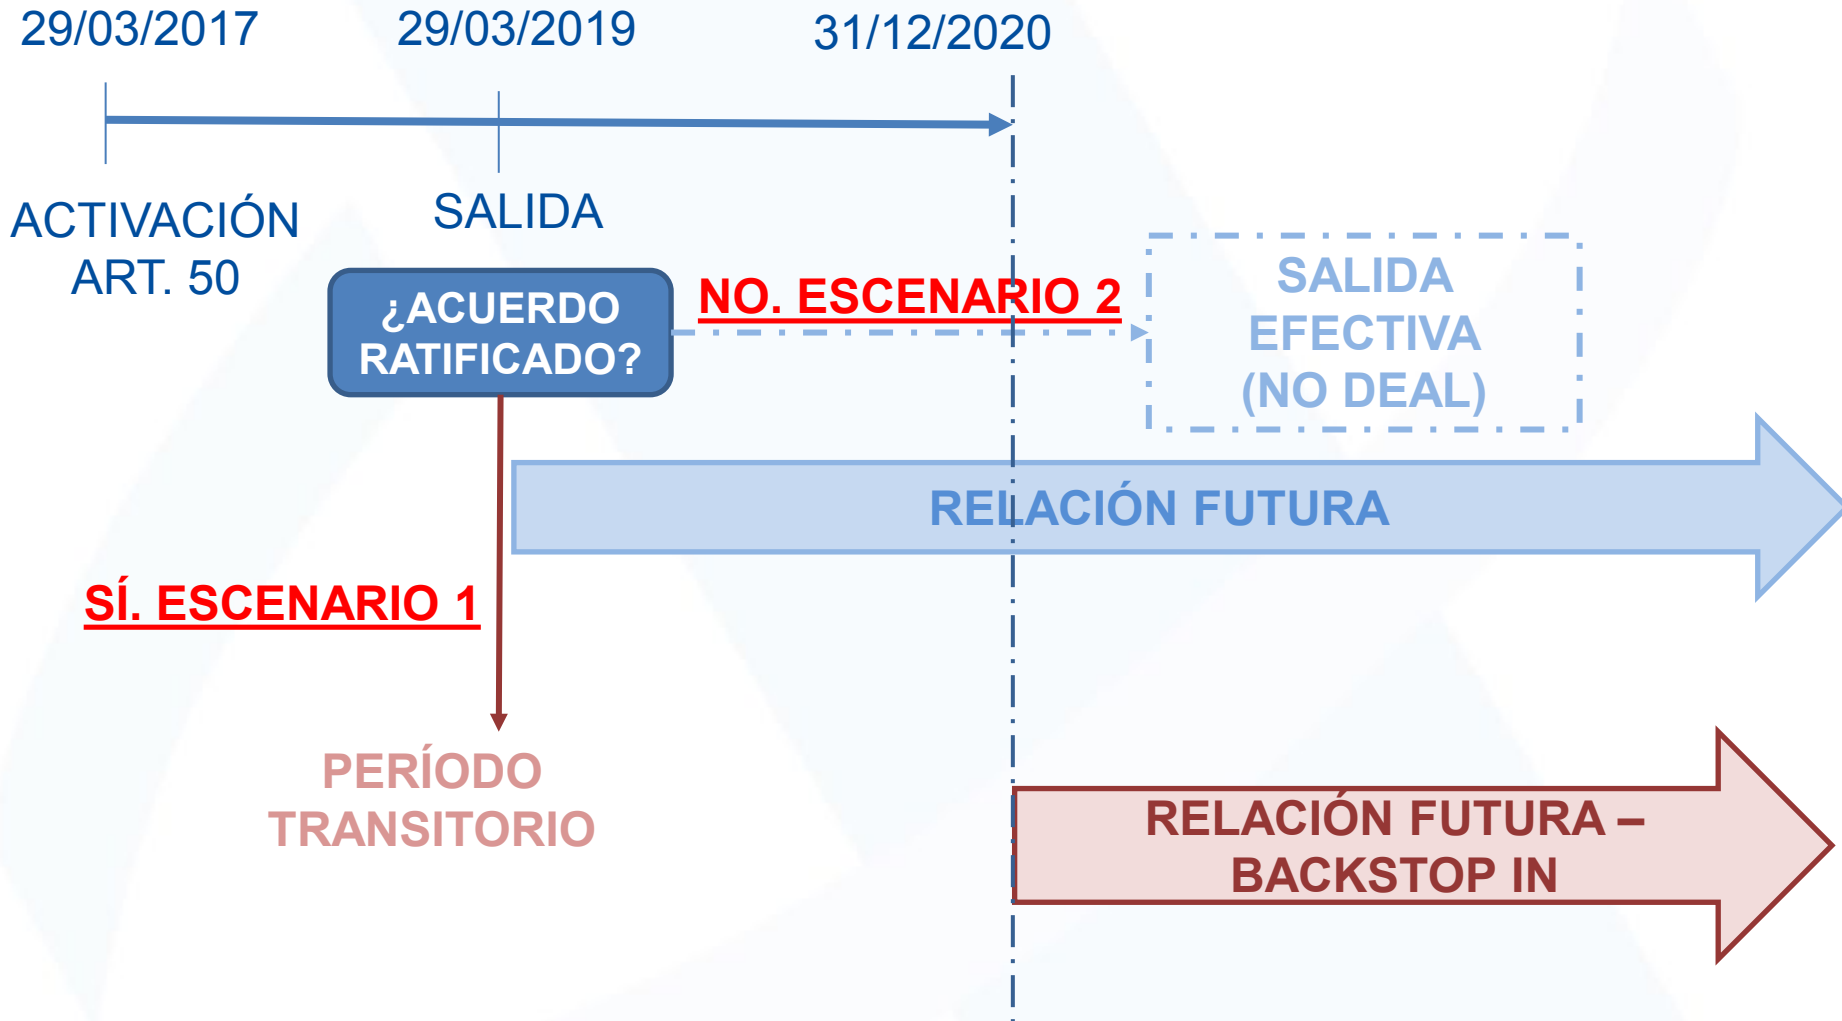 29/03/2017
29/03/2019
31/12/2020
ACTIVACIÓN
ART. 50
SALIDA
¿ACUERDO
RATIFICADO?
NO. ESCENARIO 2
SALIDA
EFECTIVA
(NO DEAL)
RELACIÓN FUTURA
SÍ. ESCENARIO 1
PERÍODO
TRANSITORIO
RELACIÓN FUTURA –
BACKSTOP IN